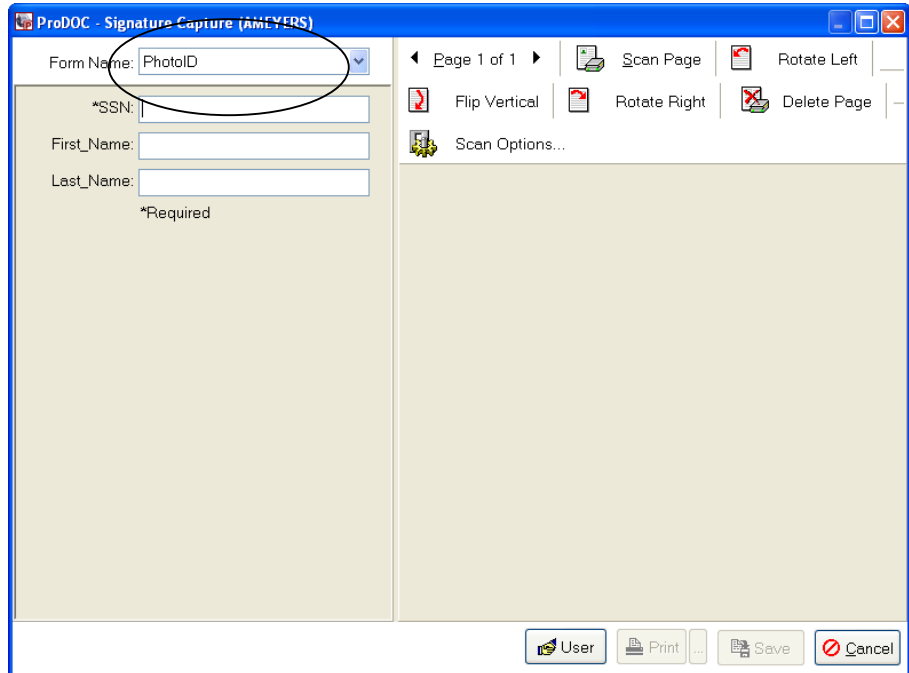 ProDOC - Signature Capture (AMEYERS)
Form Name: PhotoID
*SSN:
First_Name:
Last_Name:
*Required
Page 1 of 1
Scan Page
Rotate Left
Flip Vertical
Rotate Right
Delete Page
Scan Options...
User
Print
...
Save
Cancel